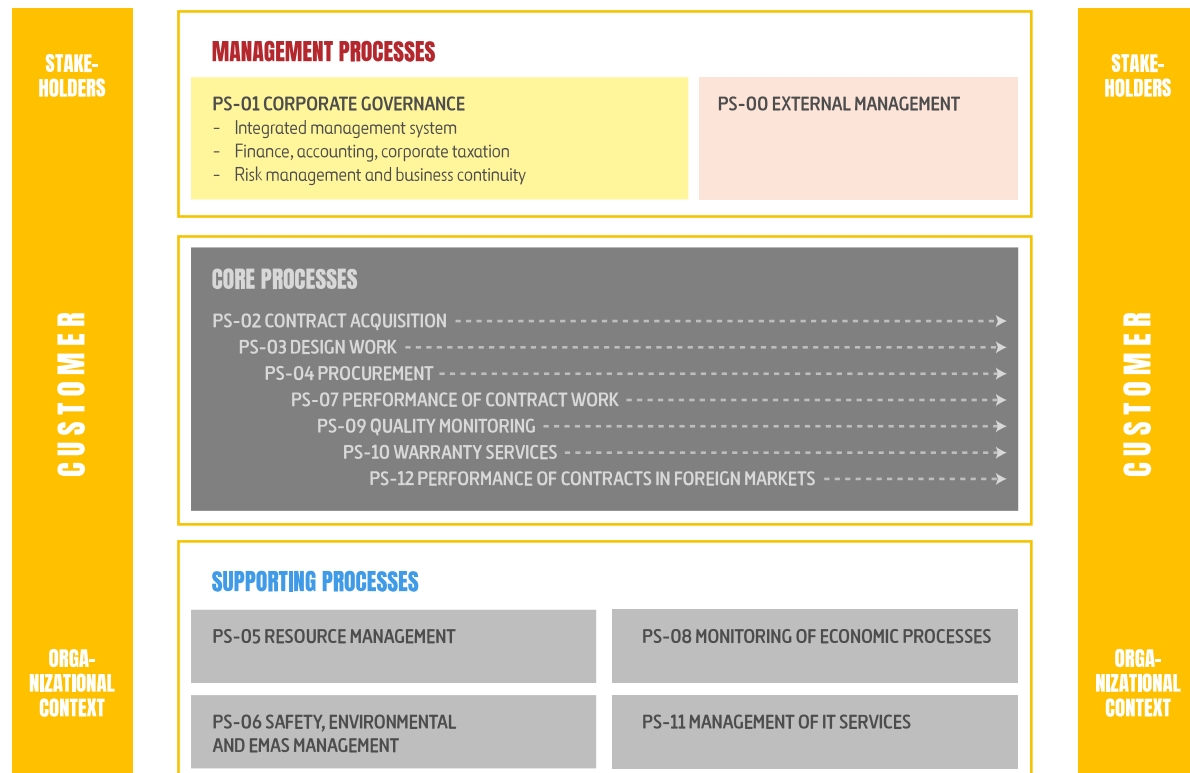 STAKE-
HOLDERS
CUSTOMER
ORGA-
NIZATIONAL
CONTEXT
MANAGEMENT PROCESSES
PS-01 CORPORATE GOVERNANCE
- Integrated management system
- Finance, accounting, corporate taxation
- Risk management and business continuity
PS-00 EXTERNAL MANAGEMENT
CORE PROCESSES
PS-02 CONTRACT ACQUISITION
PS-03 DESIGN WORK
PS-04 PROCUREMENT
PS-07 PERFORMANCE OF CONTRACT WORK
PS-09 QUALITY MONITORING
PS-10 WARRANTY SERVICES
PS-12 PERFORMANCE OF CONTRACTS IN FOREIGN MARKETS
SUPPORTING PROCESSES
PS-05 RESOURCE MANAGEMENT
PS-08 MONITORING OF ECONOMIC PROCESSES
PS-06 SAFETY, ENVIRONMENTAL
AND EMAS MANAGEMENT
PS-11 MANAGEMENT OF IT SERVICES
STAKE-
HOLDERS
CUSTOMER
ORGA-
NIZATIONAL
CONTEXT